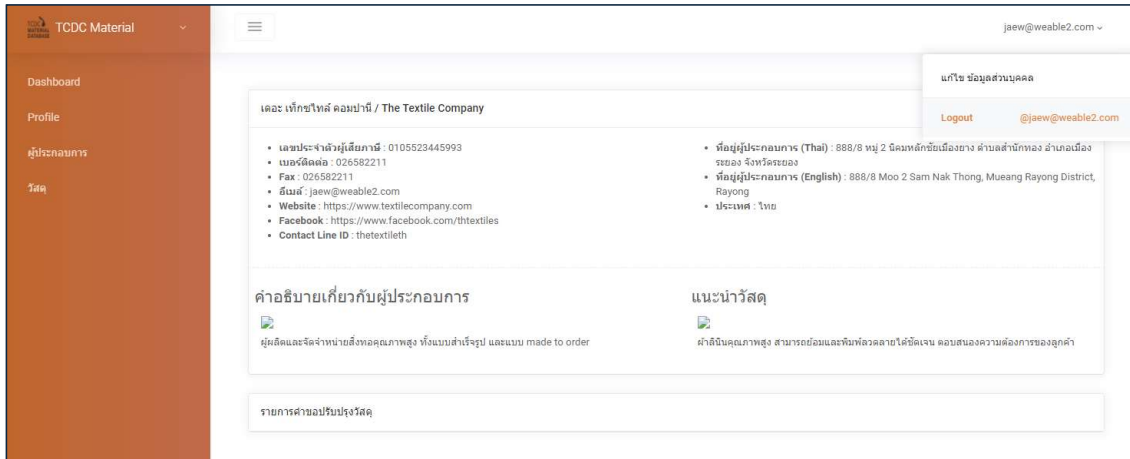 TCDC MATERIAL DATABASE
TCDC Material
jaew@weable2.com
แก้ไข ข้อมูลส่วนบุคคล
Logout @jaew@weable2.com
Dashboard
Profile
ผู้ประกอบการ
วัสดุ
เดอะ เท็กซ์ไทล์ คอมปานี / The Textile Company
เลขประจำตัวผู้เสียภาษี : 0105523445993
เบอร์ติดต่อ : 026582211
Fax : 026582211
อีเมล์ : jaew@weable2.com
Website : https://www.textilecompany.com
Facebook : https://www.facebook.com/thtextiles
Contact Line ID : thetextileth
ที่อยู่ผู้ประกอบการ (Thai) : 888/8 หมู่ 2 นิคมหลักชัยเมืองยาง ตำบลสำนักทอง อำเภอเมือง
ระยอง จังหวัดระยอง
ที่อยู่ผู้ประกอบการ (English) : 888/8 Moo 2 Sam Nak Thong, Mueang Rayong District,
Rayong
ประเทศ : ไทย
คำอธิบายเกี่ยวกับผู้ประกอบการ
ผู้ผลิตและจัดจำหน่ายสิ่งทอคุณภาพสูง ทั้งแบบสำเร็จรูป และแบบ made to order
แนะนำวัสดุ
ผ้าลินินคุณภาพสูง สามารถย้อมและพิมพ์ลวดลายได้ชัดเจน ตอบสนองความต้องการของลูกค้า
รายการคำขอปรับปรุงวัสดุ